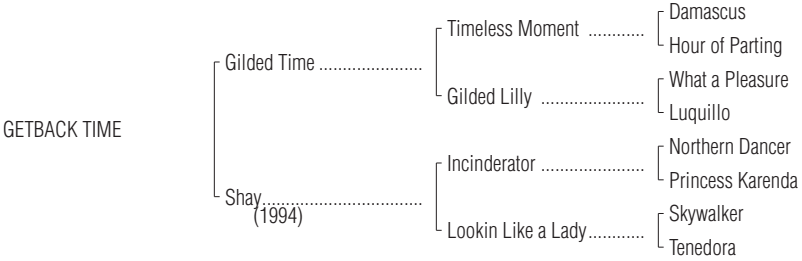 Damascus
Timeless Moment ............
Hour of Parting
Gilded Time ......................
What a Pleasure
Gilded Lilly ......................
Luquillo
GETBACK TIME
Northern Dancer
Incinderator ......................
Princess Karenda
Shay..................................
(1994)
Skywalker
Lookin Like a Lady............
Tenedora